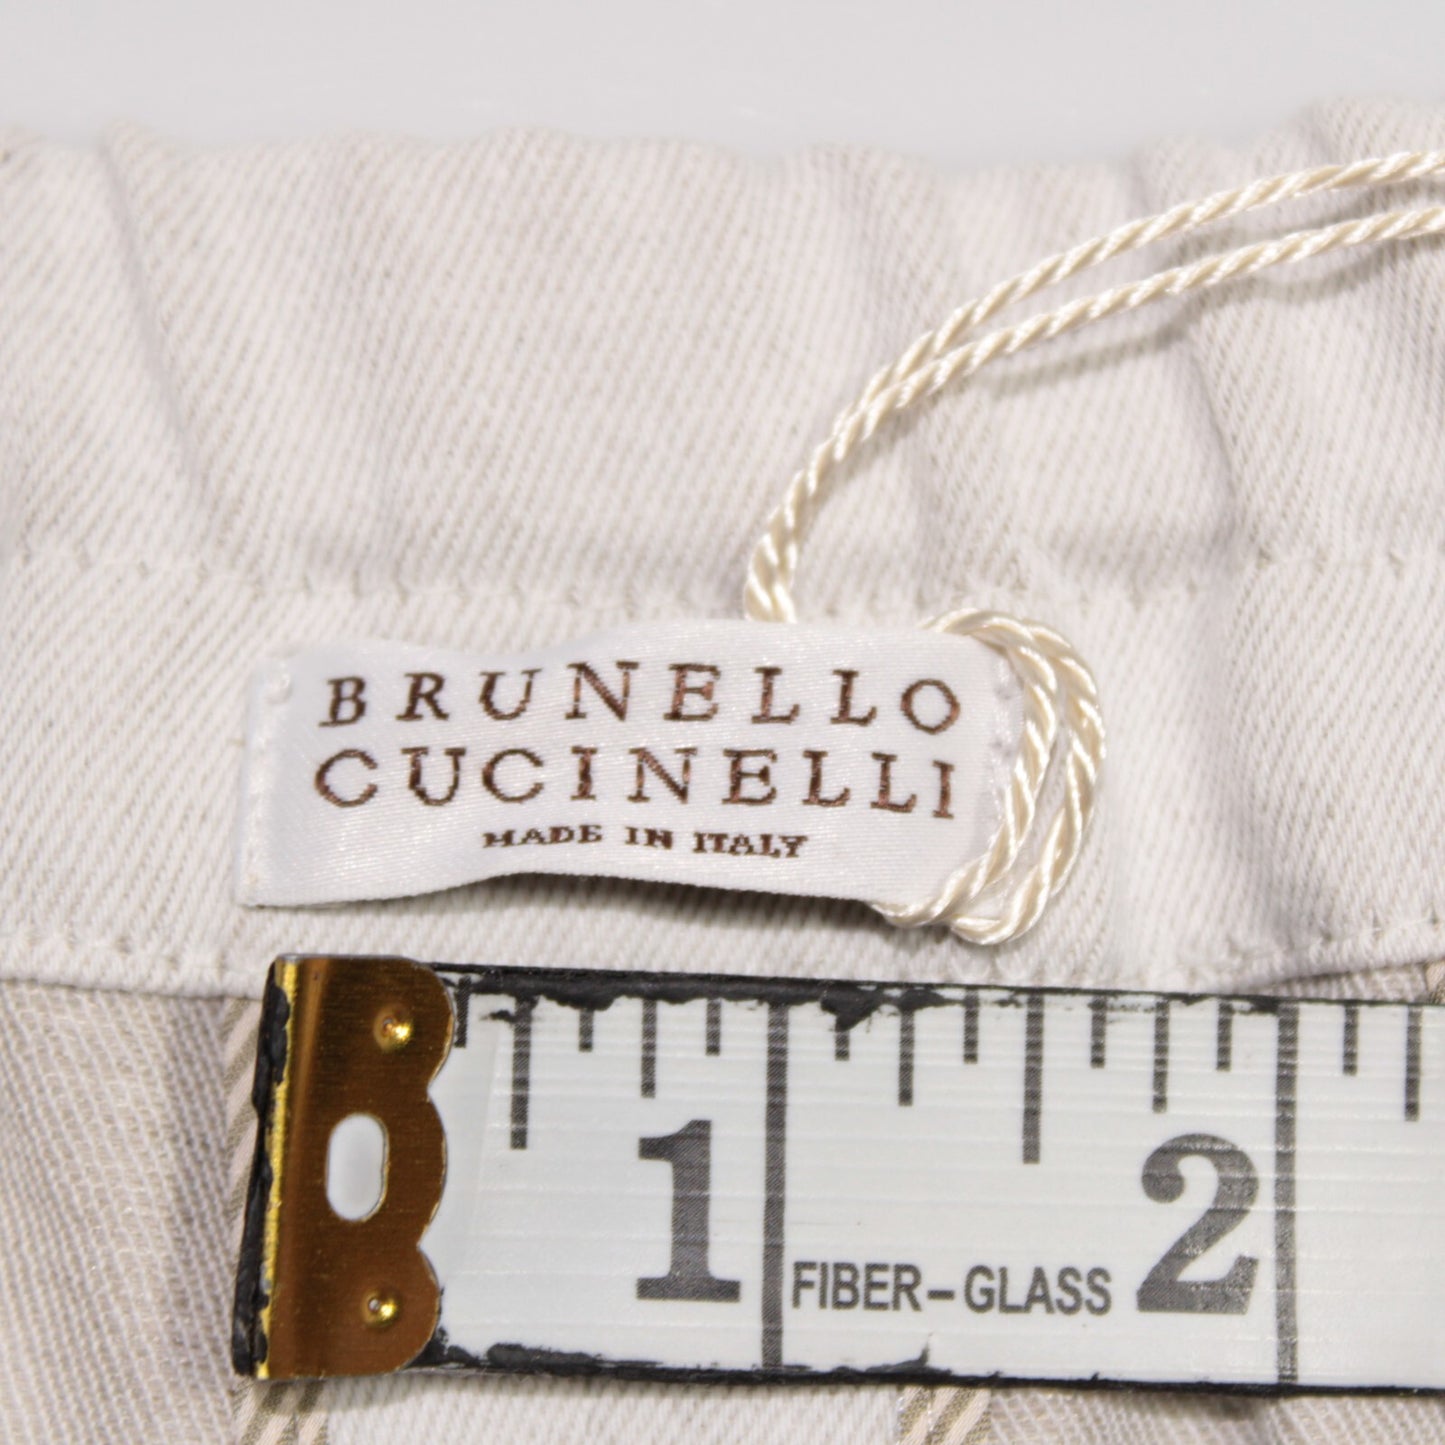 BRUNELLO
CUCINELLI
MADE IN ITALY
1 2
FIBER-GLASS